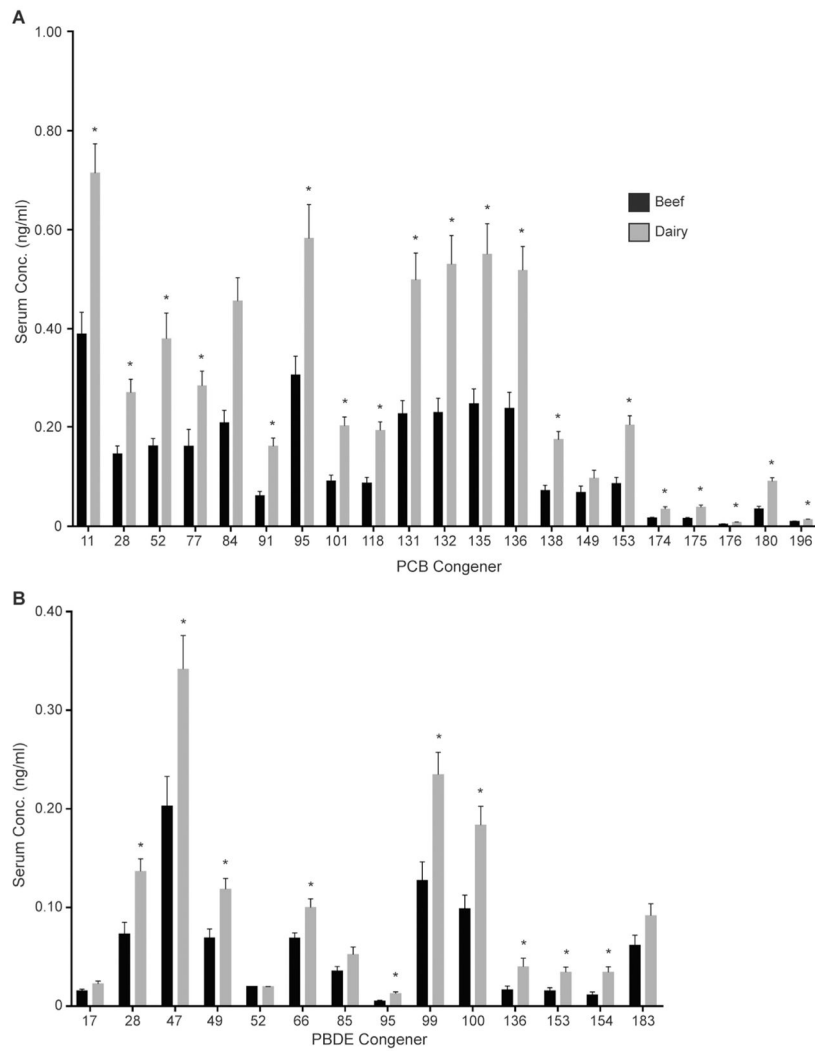 A
1.00
0.80
0.60
0.40
0.20
0
Serum Conc. (ng/ml)
* * * * * * * * * * * * * * * * * * *
Beef
Dairy
11 28 52 77 84 91 95 101 118 131 132 135 136 138 149 153 174 175 176 180 196
PCB Congener
B
0.40
0.30
0.20
0.10
0
Serum Conc. (ng/ml)
* * * * * * * * * *
17 28 47 49 52 66 85 95 99 100 136 153 154 183
PBDE Congener